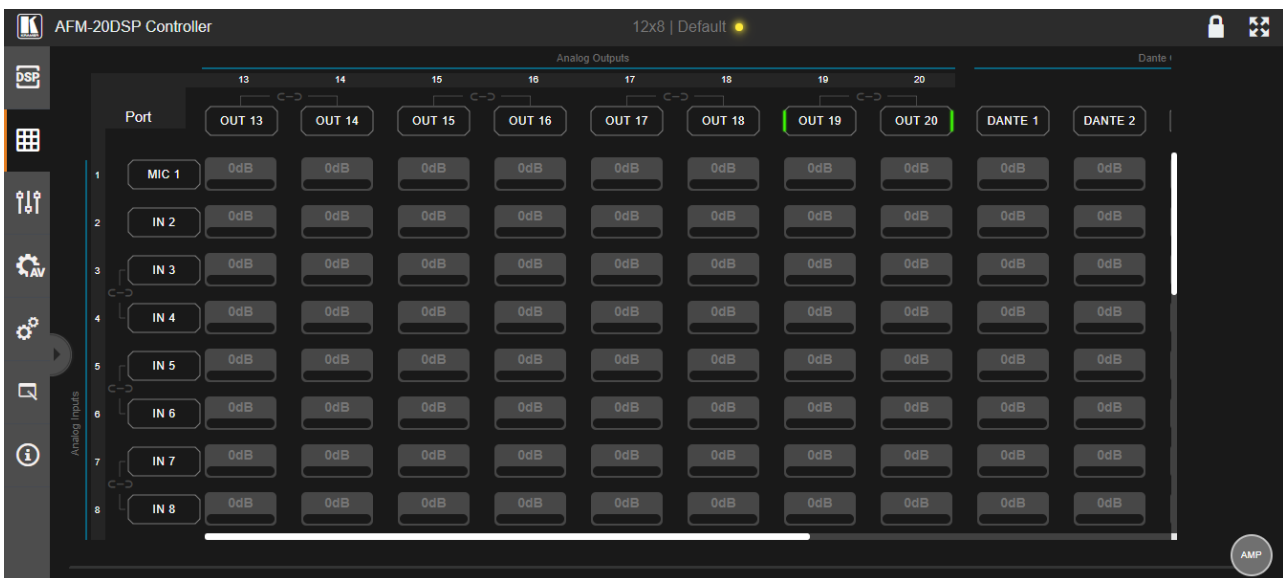 AFM-20DSP Controller 12x8 | Default
Analog Outputs Dante
13 14 15 16 17 18 19 20
Port OUT 13 OUT 14 OUT 15 OUT 16 OUT 17 OUT 18 OUT 19 OUT 20 DANTE 1 DANTE 2
1 MIC 1 0dB 0dB 0dB 0dB 0dB 0dB 0dB 0dB 0dB 0dB
2 IN 2 0dB 0dB 0dB 0dB 0dB 0dB 0dB 0dB 0dB 0dB
3 IN 3 0dB 0dB 0dB 0dB 0dB 0dB 0dB 0dB 0dB 0dB
4 IN 4 0dB 0dB 0dB 0dB 0dB 0dB 0dB 0dB 0dB 0dB
5 IN 5 0dB 0dB 0dB 0dB 0dB 0dB 0dB 0dB 0dB 0dB
6 IN 6 0dB 0dB 0dB 0dB 0dB 0dB 0dB 0dB 0dB 0dB
7 IN 7 0dB 0dB 0dB 0dB 0dB 0dB 0dB 0dB 0dB 0dB
8 IN 8 0dB 0dB 0dB 0dB 0dB 0dB 0dB 0dB 0dB 0dB
Analog Inputs
DSP
AV
AMP